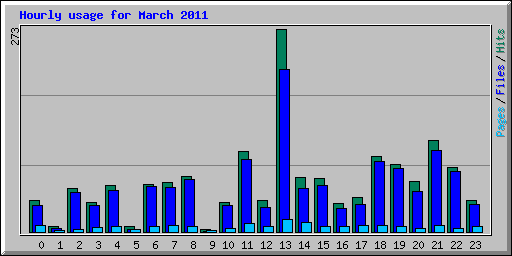 Hourly usage for March 2011
273
Pages / Files / Hits
0 1 2 3 4 5 6 7 8 9 10 11 12 13 14 15 16 17 18 19 20 21 22 23